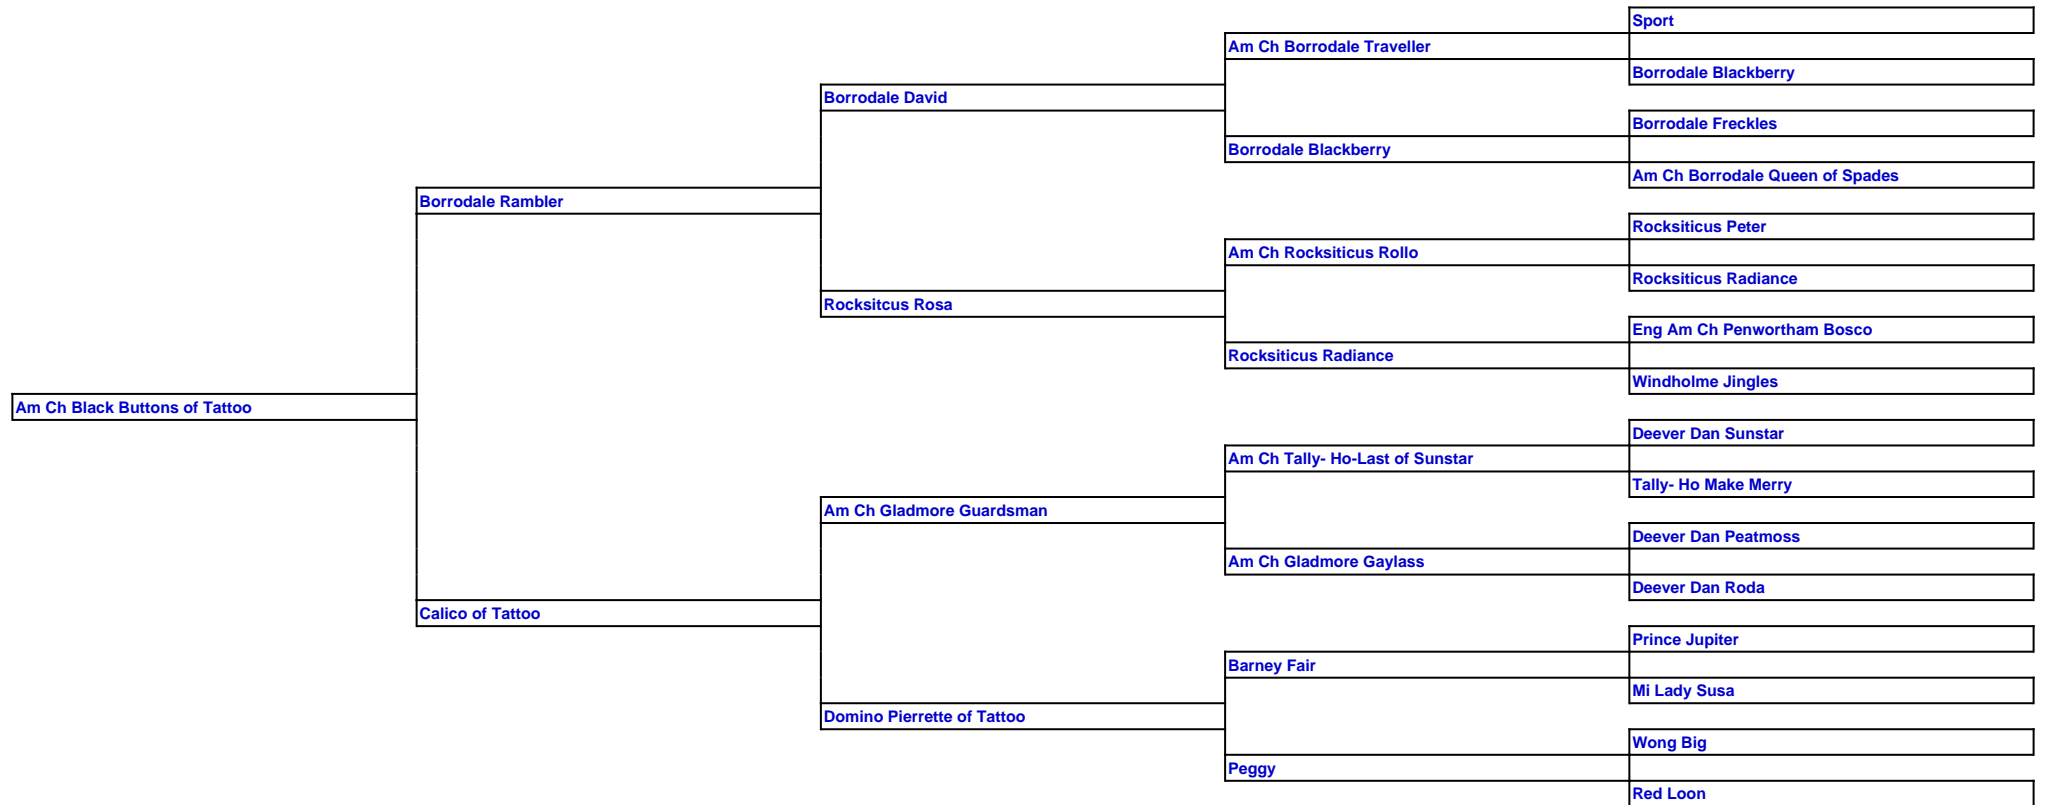 Sport
Am Ch Borrodale Traveller
Borrodale Blackberry
Borrodale David
Borrodale Freckles
Borrodale Blackberry
Am Ch Borrodale Queen of Spades
Borrodale Rambler
Rocksiticus Peter
Am Ch Rocksiticus Rollo
Rocksiticus Radiance
Rocksitcus Rosa
Eng Am Ch Penwortham Bosco
Rocksiticus Radiance
Windholme Jingles
Am Ch Black Buttons of Tattoo
Deever Dan Sunstar
Am Ch Tally- Ho-Last of Sunstar
Tally- Ho Make Merry
Am Ch Gladmore Guardsman
Deever Dan Peatmoss
Am Ch Gladmore Gaylass
Deever Dan Roda
Calico of Tattoo
Prince Jupiter
Barney Fair
Mi Lady Susa
Domino Pierrette of Tattoo
Wong Big
Peggy
Red Loon